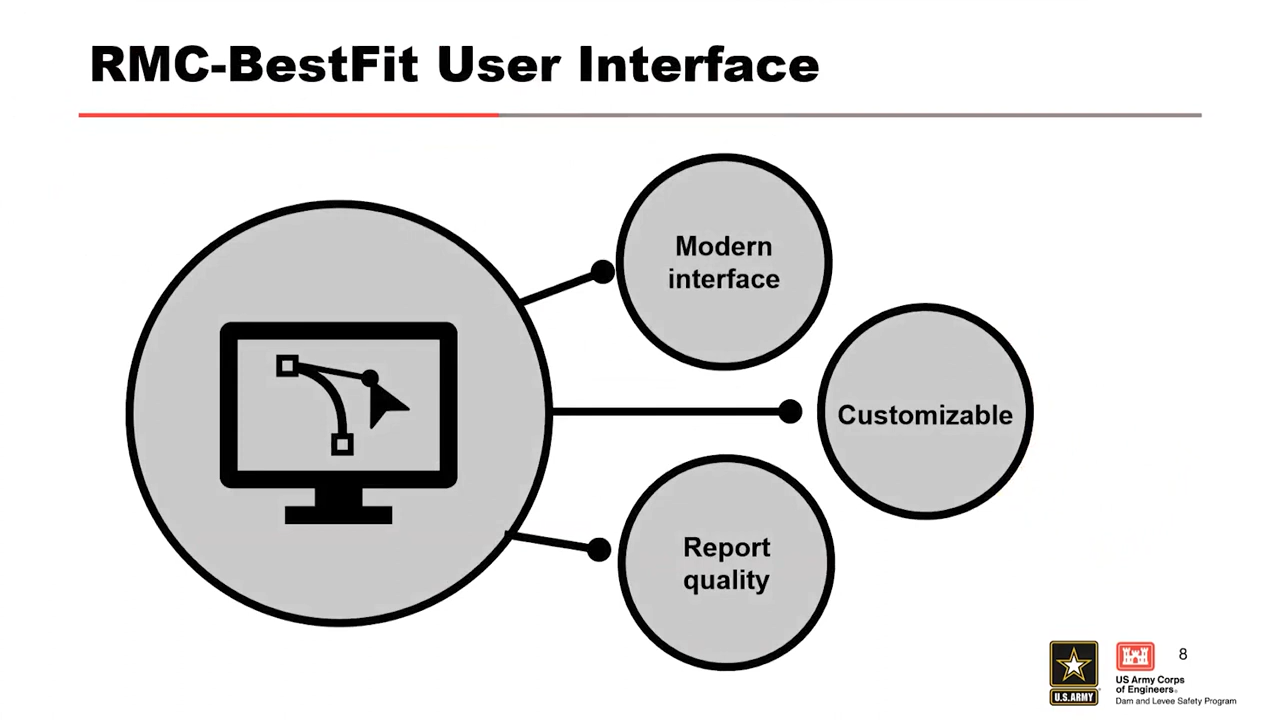 RMC-BestFit User Interface
Modern
interface
Customizable
Report
quality
8
U.S. ARMY
US Army Corps
of Engineers®
Dam and Levee Safety Program